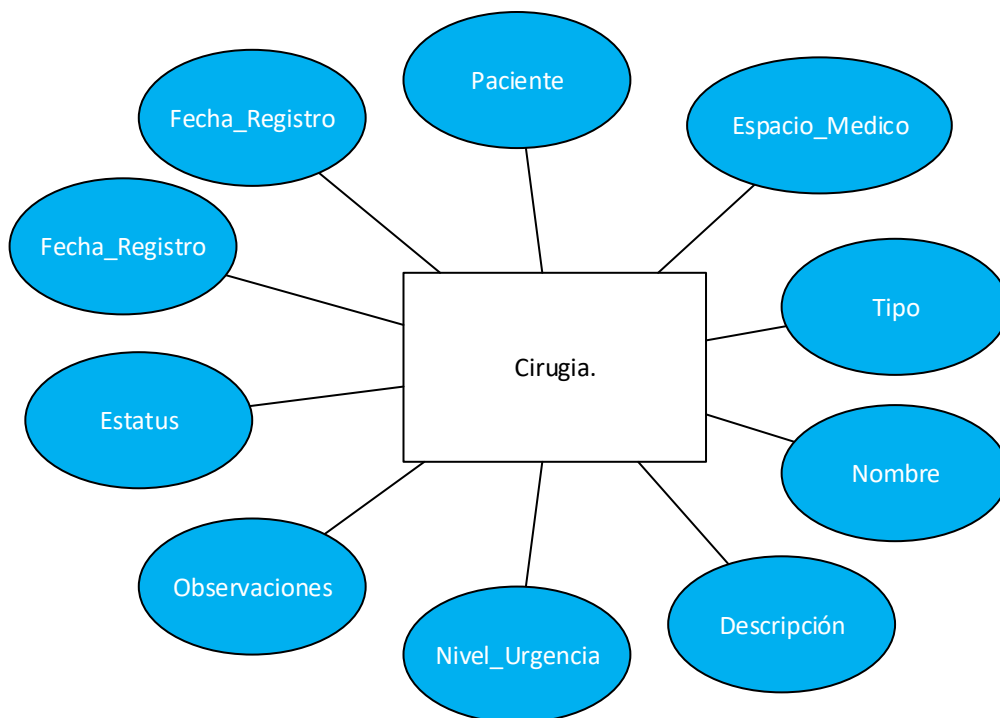 Paciente
Fecha_Registro
Espacio_Medico
Fecha_Registro
Tipo
Cirugia.
Estatus
Nombre
Observaciones
Descripción
Nivel_Urgencia